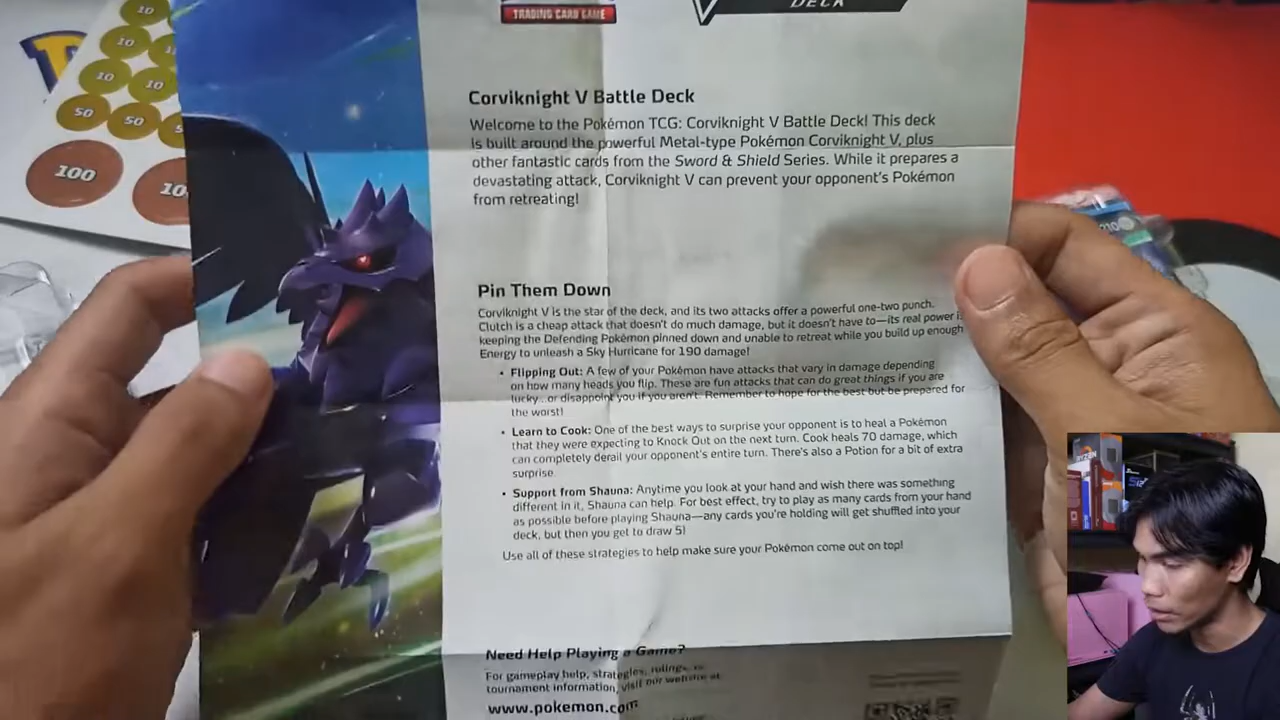 TRADING CARD GAME
DECK
10
10
10
10
50
50
100
10
210
Corviknight V Battle Deck
Welcome to the Pokémon TCG: Corviknight V Battle Deck! This deck
is built around the powerful Metal-type Pokémon Corviknight V, plus
other fantastic cards from the Sword & Shield Series. While it prepares a
devastating attack, Corviknight V can prevent your opponent's Pokémon
from retreating!
Pin Them Down
Corviknight V is the star of the deck, and its two attacks offer a powerful one-two punch.
Clutch is a cheap attack that doesn't do much damage, but it doesn't have to—its real power is
keeping the Defending Pokémon pinned down and unable to retreat while you build up enough
Energy to unleash a Sky Hurricane for 190 damage!
• Flipping Out: A few of your Pokémon have attacks that vary in damage depending
on how many heads you flip. These are fun attacks that can do great things if you are
lucky...or disappoint you if you aren't. Remember to hope for the best but be prepared for
the worst!
• Learn to Cook: One of the best ways to surprise your opponent is to heal a Pokémon
that they were expecting to Knock Out on the next turn. Cook heals 70 damage, which
can completely derail your opponent's entire turn. There's also a Potion for a bit of extra
surprise.
• Support from Shauna: Anytime you look at your hand and wish there was something
different in it, Shauna can help. For best effect, try to play as many cards from your hand
as possible before playing Shauna—any cards you're holding will get shuffled into your
deck, but then you get to draw 5!
Use all of these strategies to help make sure your Pokémon come out on top!
Need Help Playing a Game?
For gameplay help, strategies, rulings, or
tournament information, visit our website at
www.pokemon.com
RYZEN